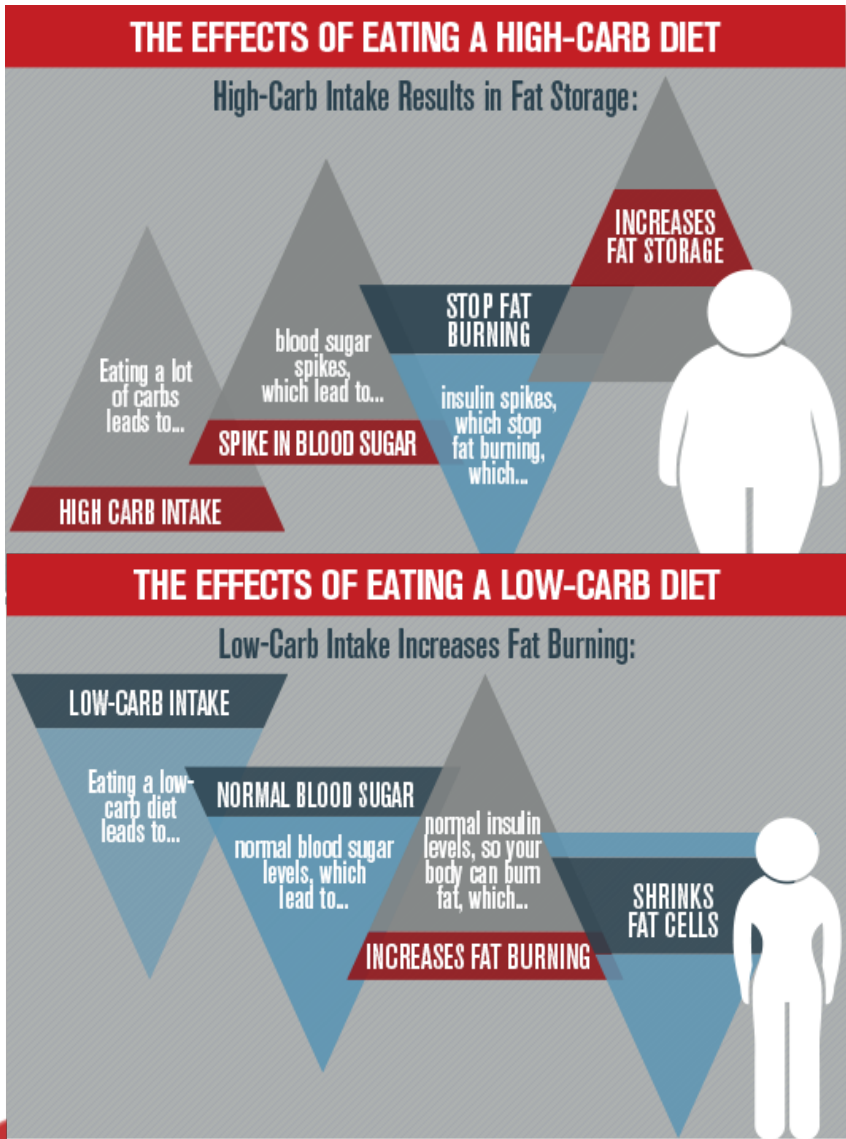 THE EFFECTS OF EATING A HIGH-CARB DIET
High-Carb Intake Results in Fat Storage:
Eating a lot
of carbs
leads to...
HIGH CARB INTAKE
blood sugar
spikes,
which lead to...
SPIKE IN BLOOD SUGAR
STOP FAT
BURNING
insulin spikes,
which stop
fat burning,
which...
INCREASES
FAT STORAGE
THE EFFECTS OF EATING A LOW-CARB DIET
Low-Carb Intake Increases Fat Burning:
LOW-CARB INTAKE
Eating a low-
carb diet
leads to...
NORMAL BLOOD SUGAR
normal blood sugar
levels, which
lead to...
normal insulin
levels, so your
body can burn
fat, which...
INCREASES FAT BURNING
SHRINKS
FAT CELLS